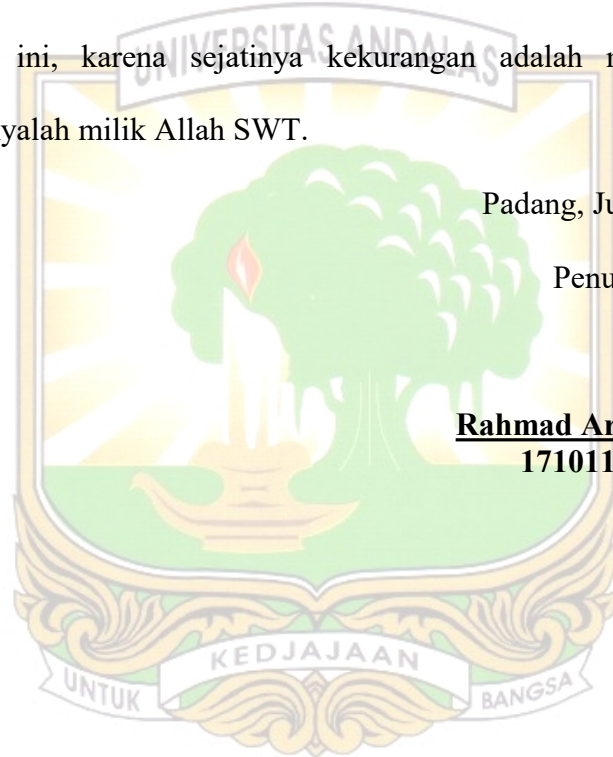 UNIVERSITAS ANDALAS
ini, karena sejatinya kekurangan adalah
yalah milik Allah SWT.
Padang, Ju
Penu
Rahmad Ar
171011
KEDJAJAAN
UNTUK BANGSA